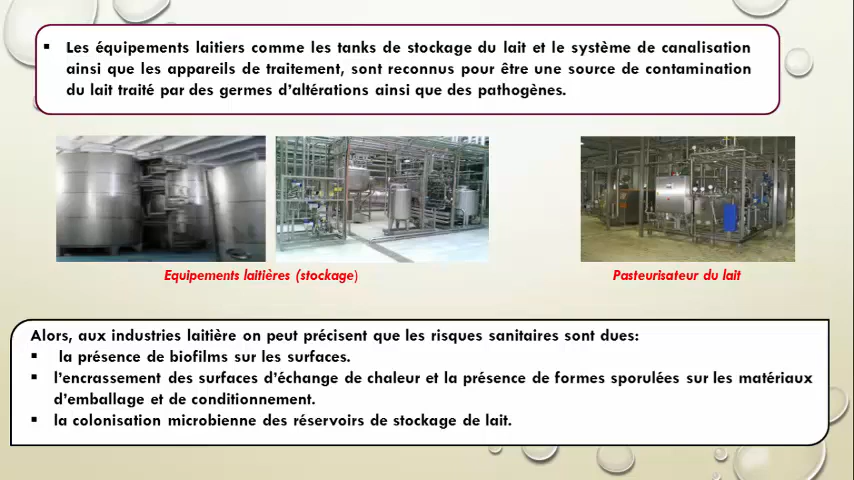 ▪ Les équipements laitiers comme les tanks de stockage du lait et le système de canalisation
ainsi que les appareils de traitement, sont reconnus pour être une source de contamination
du lait traité par des germes d’altérations ainsi que des pathogènes.
Equipements laitières (stockage)
Pasteurisateur du lait
Alors, aux industries laitière on peut précisent que les risques sanitaires sont dues:
▪ la présence de biofilms sur les surfaces.
▪ l’encrassement des surfaces d’échange de chaleur et la présence de formes sporulées sur les matériaux
d’emballage et de conditionnement.
▪ la colonisation microbienne des réservoirs de stockage de lait.